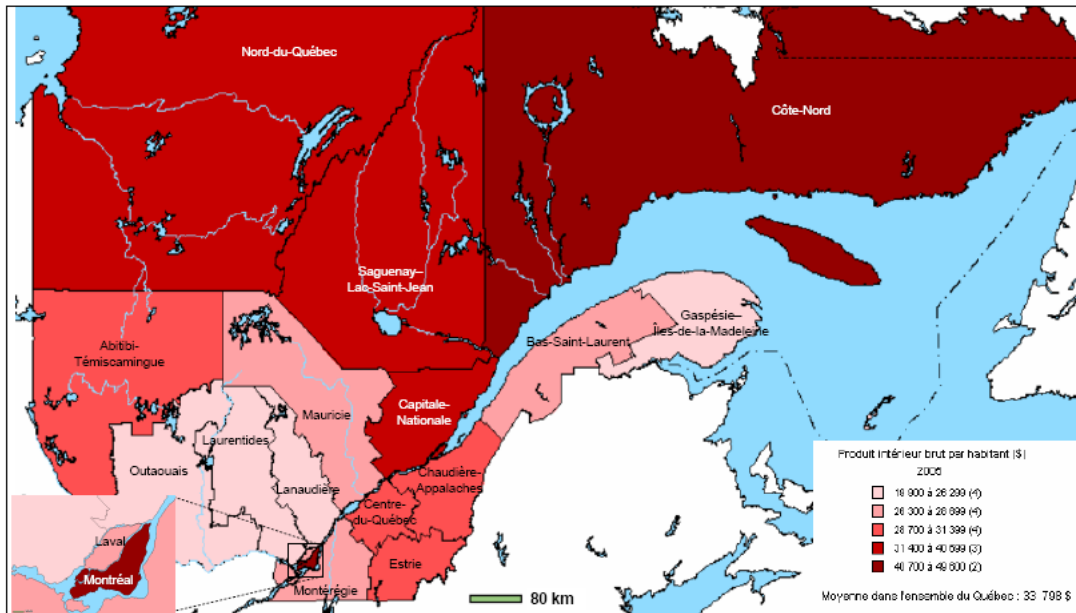 Nord-du-Québec
Côte-Nord
Saguenay–
Lac-Saint-Jean
Gaspésie–
Îles-de-la-Madeleine
Bas-Saint-Laurent
Abitibi-
Témiscamingue
Mauricie
Capitale-
Nationale
Laurentides
Outaouais
Lanaudière
Chaudière-
Appalaches
Centre-
du-Québec
Estrie
Montérégie
Laval
Montréal
80 km
Produit intérieur brut par habitant ($)
2005
18 900 à 26 299 (4)
26 300 à 28 699 (4)
28 700 à 31 399 (4)
31 400 à 40 699 (3)
40 700 à 49 600 (2)
Moyenne dans l'ensemble du Québec : 33 798 $